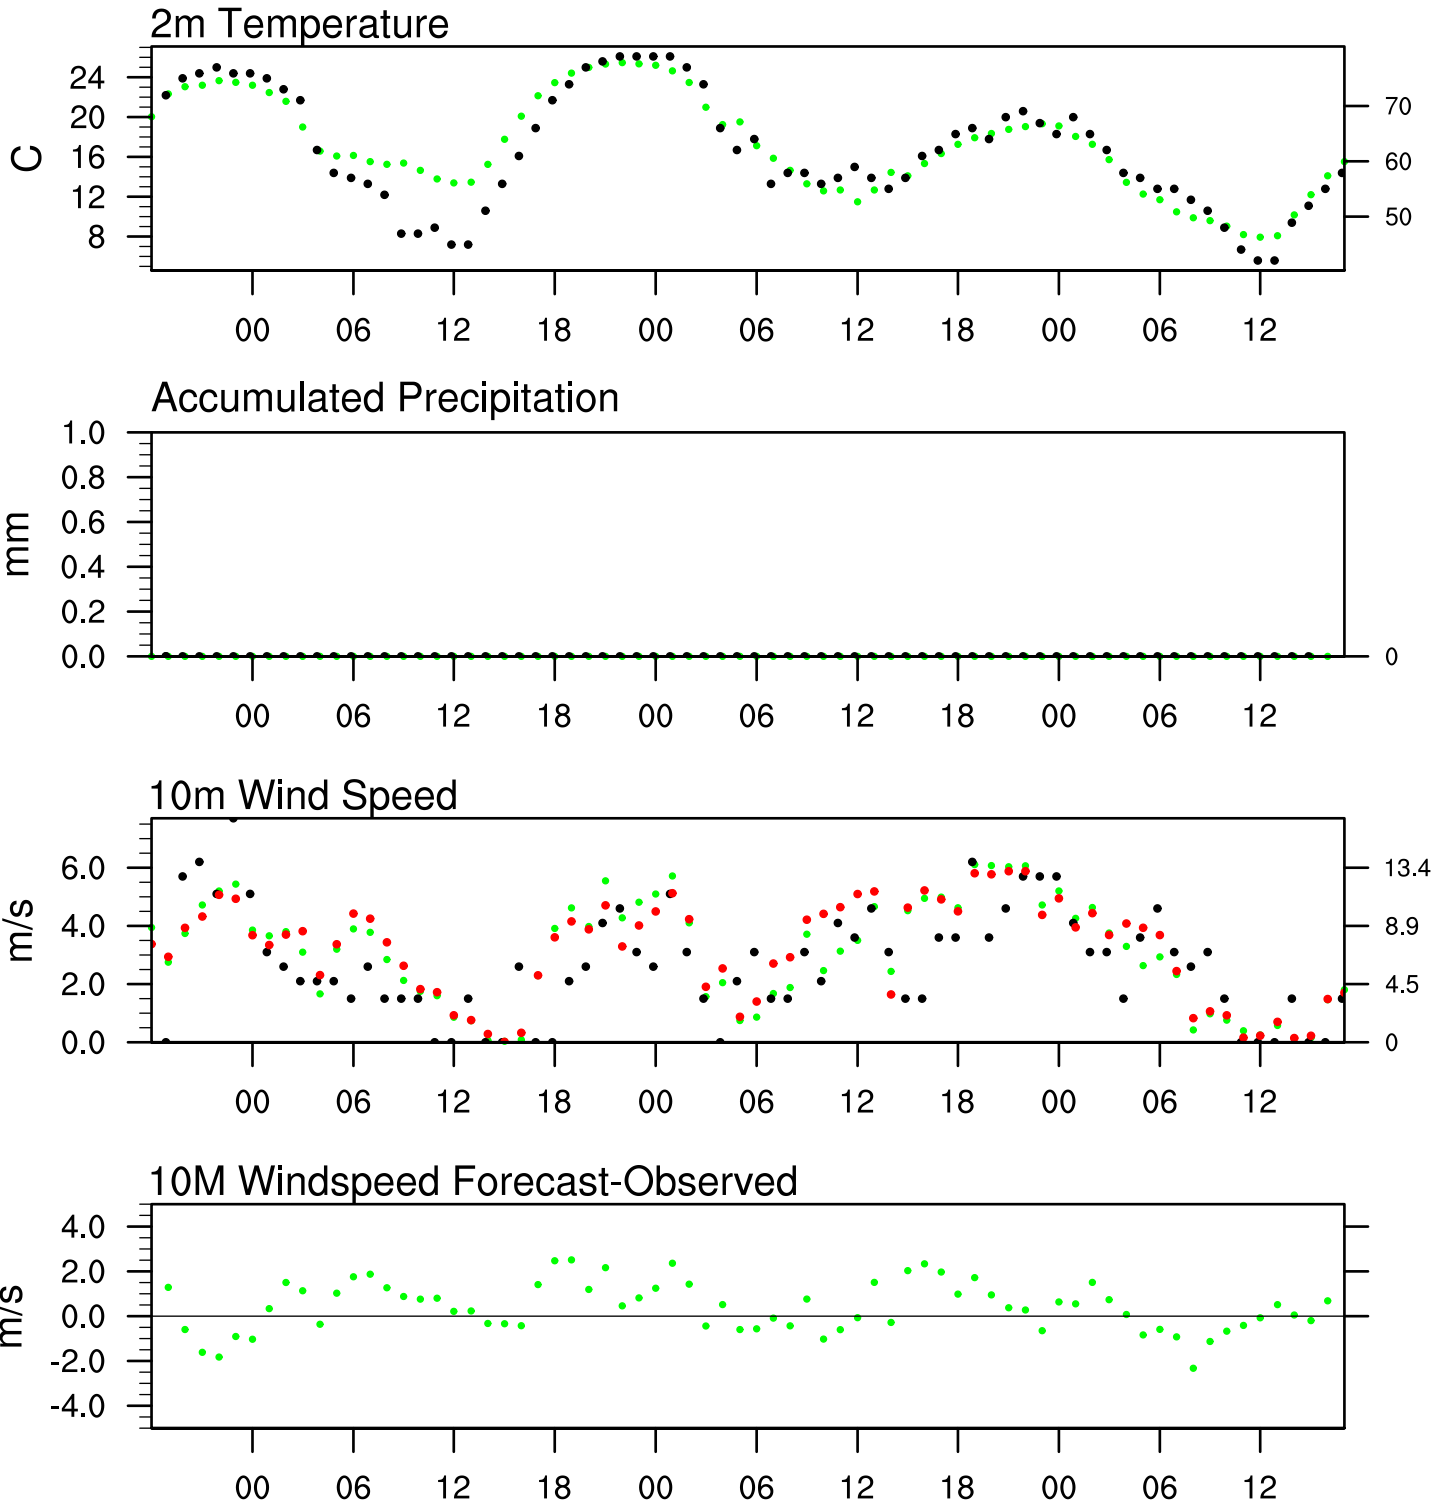 2m Temperature
24
20
16
12
8
C
70
60
50
00 06 12 18 00 06 12 18 00 06 12
Accumulated Precipitation
1.0
0.8
0.6
0.4
0.2
0.0
mm
0
00 06 12 18 00 06 12 18 00 06 12
10m Wind Speed
6.0
4.0
2.0
0.0
m/s
13.4
8.9
4.5
0
00 06 12 18 00 06 12 18 00 06 12
10M Windspeed Forecast-Observed
4.0
2.0
0.0
-2.0
-4.0
m/s
00 06 12 18 00 06 12 18 00 06 12